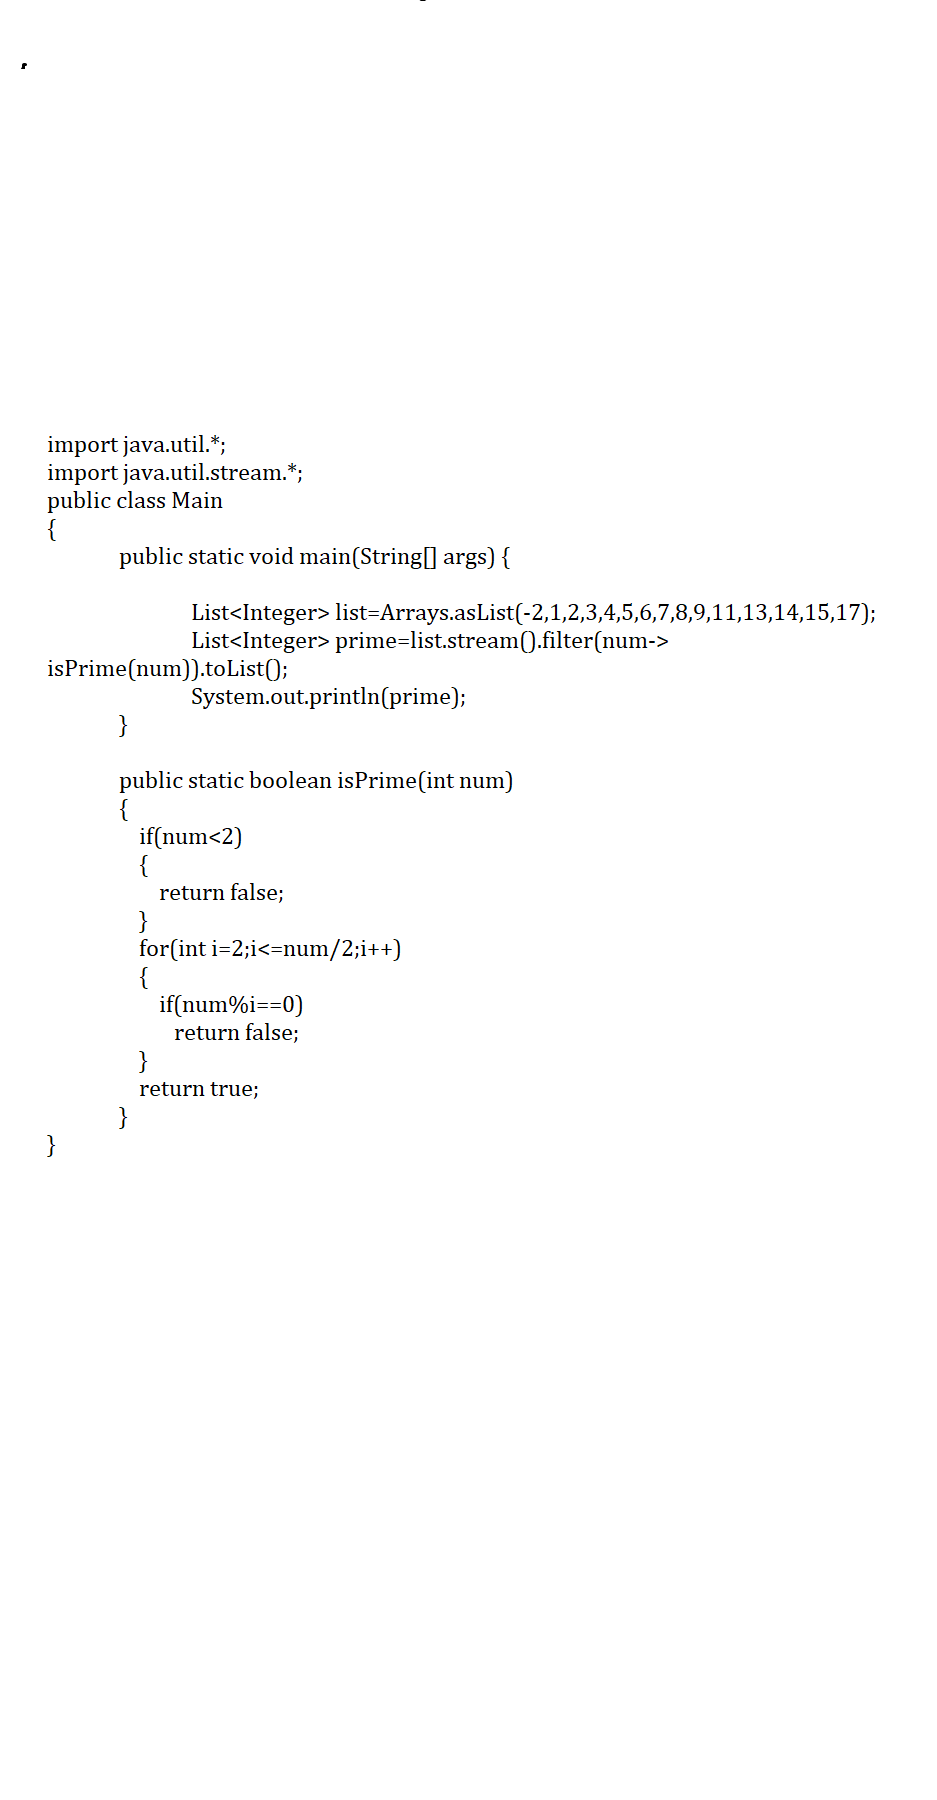 import java.util.*;
import java.util.stream.*;
public class Main
{
public static void main(String[] args) {
List<Integer> list=Arrays.asList(-2,1,2,3,4,5,6,7,8,9,11,13,14,15,17);
List<Integer> prime=list.stream().filter(num->
isPrime(num)).toList();
System.out.println(prime);
}
public static boolean isPrime(int num)
{
if(num<2)
{
return false;
}
for(int i=2;i<=num/2;i++)
{
if(num%i==0)
return false;
}
return true;
}
}